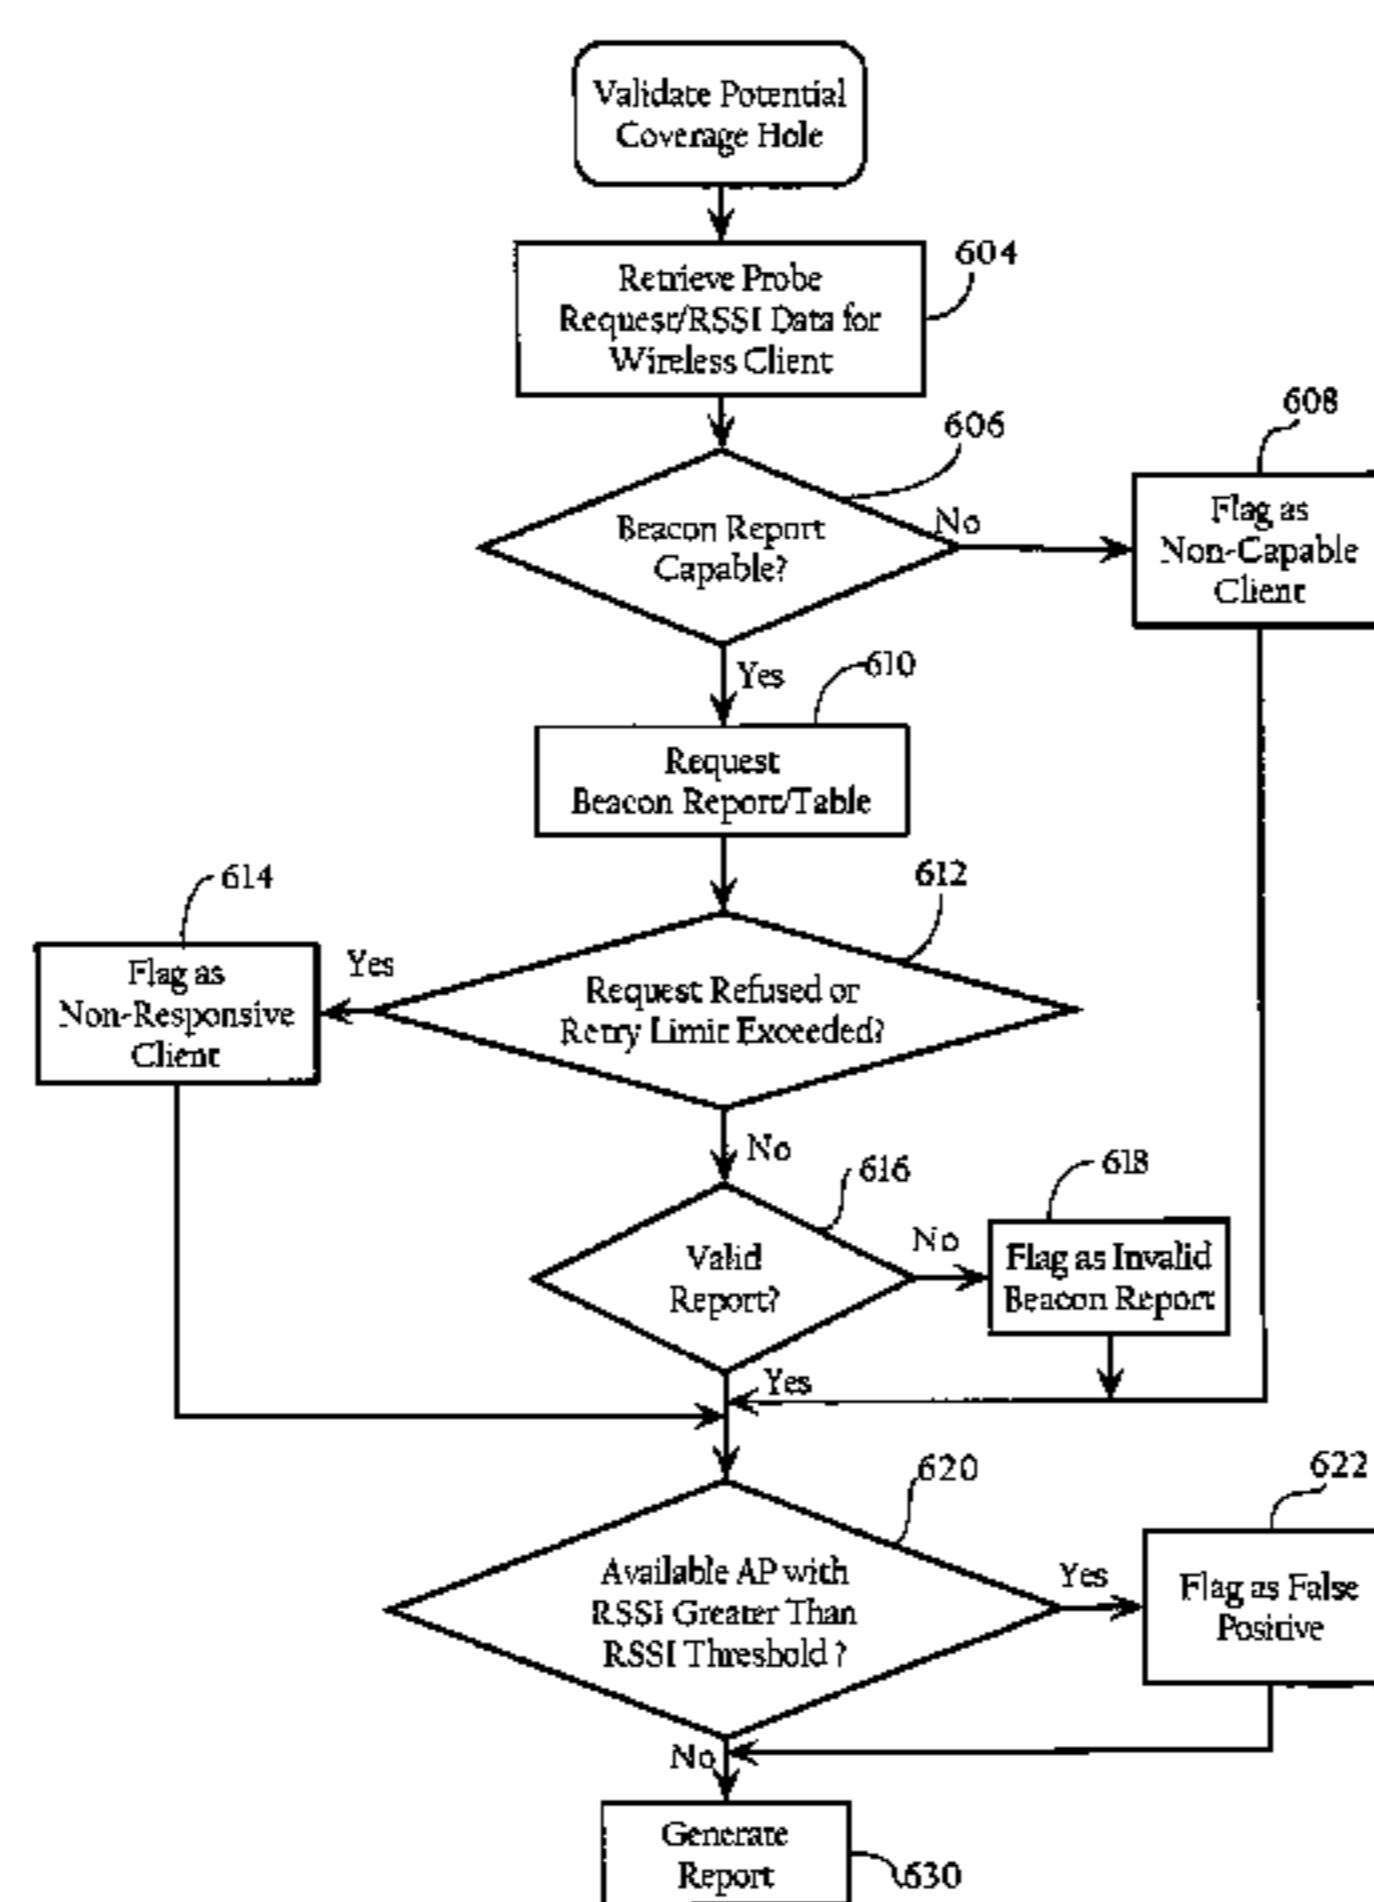 Validate Potential
Coverage Hole
604
Retrieve Probe
Request/RSSI Data for
Wireless Client
608
606
Flag as
Non-Capable
Client
No
Beacon Report
Capable?
Yes
610
Request
Beacon Report/Table
614
612
Flag as
Non-Responsive
Client
Yes
Request Refused or
Retry Limit Exceeded?
No
616
618
Valid
Report?
No
Flag as Invalid
Beacon Report
Yes
620
622
Available AP with
RSSI Greater Than
RSSI Threshold ?
Yes
Flag as False
Positive
No
Generate
Report
630